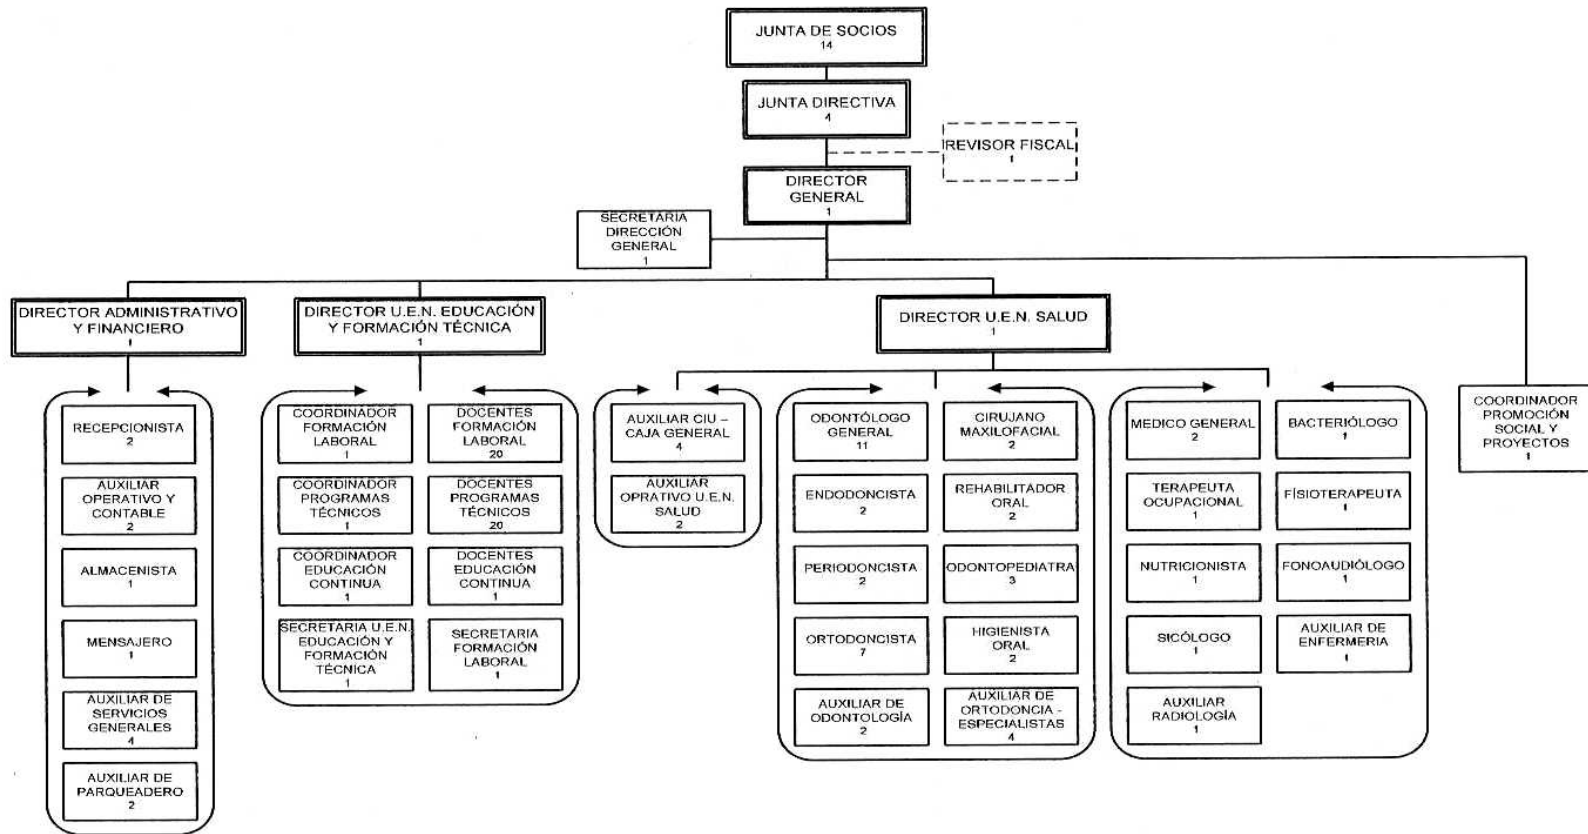 JUNTA DE SOCIOS
14
JUNTA DIRECTIVA
4
REVISOR FISCAL
1
DIRECTOR
GENERAL
1
SECRETARIA
DIRECCIÓN
GENERAL
1
DIRECTOR ADMINISTRATIVO
Y FINANCIERO
1
DIRECTOR U.E.N. EDUCACIÓN
Y FORMACIÓN TÉCNICA
1
DIRECTOR U.E.N. SALUD
1
COORDINADOR
PROMOCIÓN
SOCIAL Y
PROYECTOS
1
RECEPCIONISTA
2
AUXILIAR
OPERATIVO Y
CONTABLE
2
ALMACENISTA
1
MENSAJERO
1
AUXILIAR DE
SERVICIOS
GENERALES
4
AUXILIAR DE
PARQUEADERO
2
COORDINADOR
FORMACIÓN
LABORAL
1
DOCENTES
FORMACIÓN
LABORAL
20
COORDINADOR
PROGRAMAS
TÉCNICOS
1
DOCENTES
PROGRAMAS
TÉCNICOS
20
COORDINADOR
EDUCACIÓN
CONTINUA
1
DOCENTES
EDUCACIÓN
CONTINUA
1
SECRETARIA U.E.N.
EDUCACIÓN Y
FORMACIÓN
TÉCNICA
1
SECRETARIA
FORMACIÓN
LABORAL
1
AUXILIAR CIU –
CAJA GENERAL
4
AUXILIAR
OPRATIVO U.E.N.
SALUD
2
ODONTÓLOGO
GENERAL
11
CIRUJANO
MAXILOFACIAL
2
ENDODONCISTA
2
REHABILITADOR
ORAL
2
PERIODONCISTA
2
ODONTOPEDIATRA
3
ORTODONCISTA
7
HIGIENISTA
ORAL
2
AUXILIAR DE
ODONTOLOGÍA
2
AUXILIAR DE
ORTODONCIA -
ESPECIALISTAS
4
MEDICO GENERAL
2
BACTERIÓLOGO
1
TERAPEUTA
OCUPACIONAL
1
FÍSIOTERAPEUTA
1
NUTRICIONISTA
1
FONOAUDIÓLOGO
1
SICÓLOGO
1
AUXILIAR DE
ENFERMERIA
1
AUXILIAR
RADIOLOGÍA
1